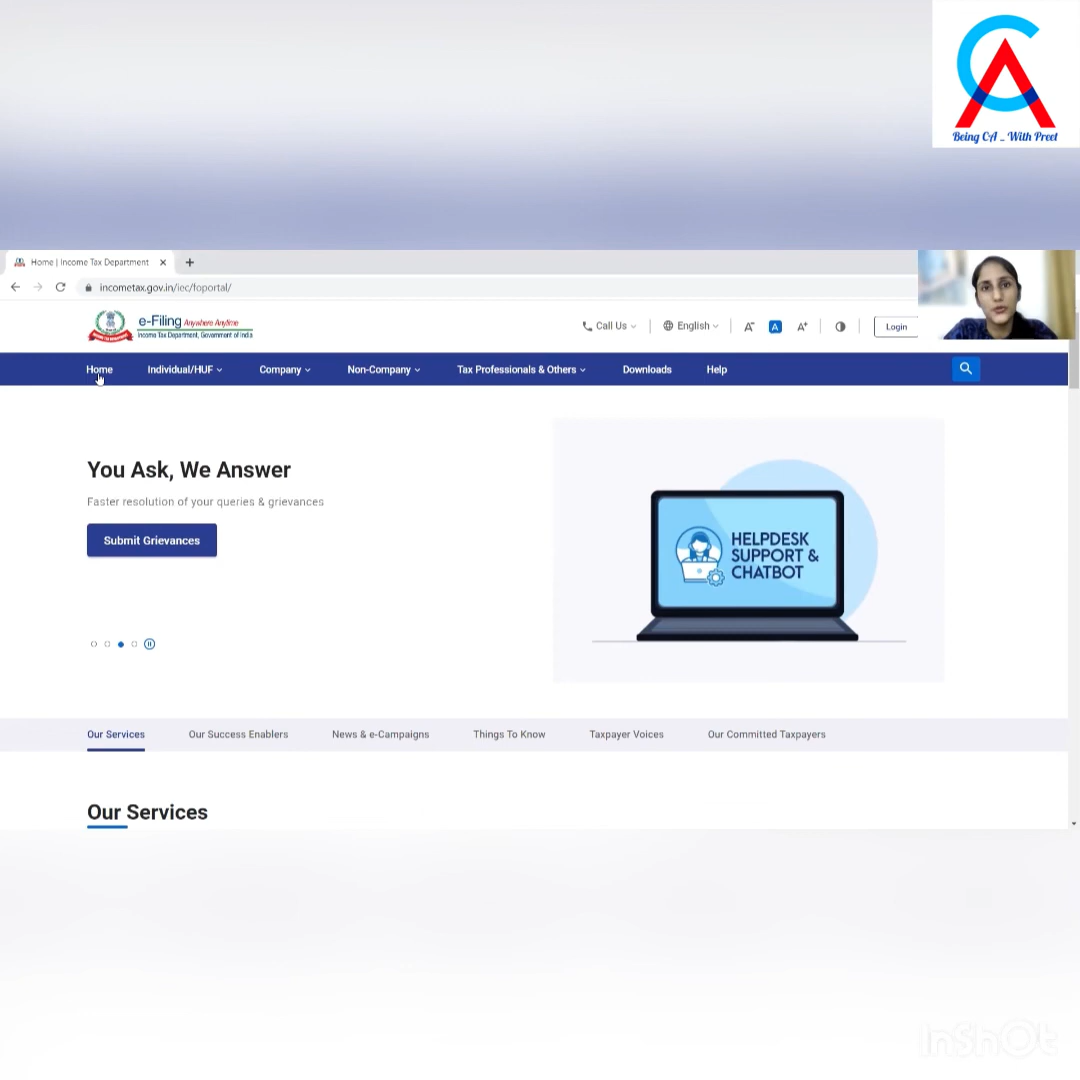 Being CA _ With Preet
Home | Income Tax Department
incometax.gov.in/iec/foportal/
e-Filing Anywhere Anytime
Income Tax Department, Government of India
Call Us
English
A-
A
A+
Login
Home Individual/HUF Company Non-Company Tax Professionals & Others Downloads Help
You Ask, We Answer
Faster resolution of your queries & grievances
Submit Grievances
HELPDESK
SUPPORT &
CHATBOT
Our Services Our Success Enablers News & e-Campaigns Things To Know Taxpayer Voices Our Committed Taxpayers
Our Services
InShOt